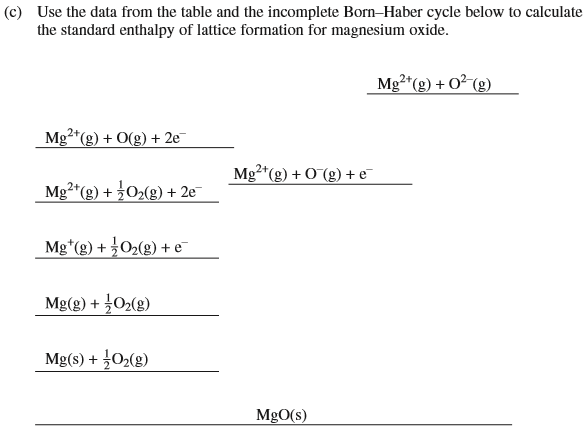 (c) Use the data from the table and the incomplete Born–Haber cycle below to calculate
the standard enthalpy of lattice formation for magnesium oxide.
Mg²⁺(g) + O²⁻(g)
Mg²⁺(g) + O(g) + 2e⁻
Mg²⁺(g) + O⁻(g) + e⁻
Mg²⁺(g) + ½O₂(g) + 2e⁻
Mg⁺(g) + ½O₂(g) + e⁻
Mg(g) + ½O₂(g)
Mg(s) + ½O₂(g)
MgO(s)